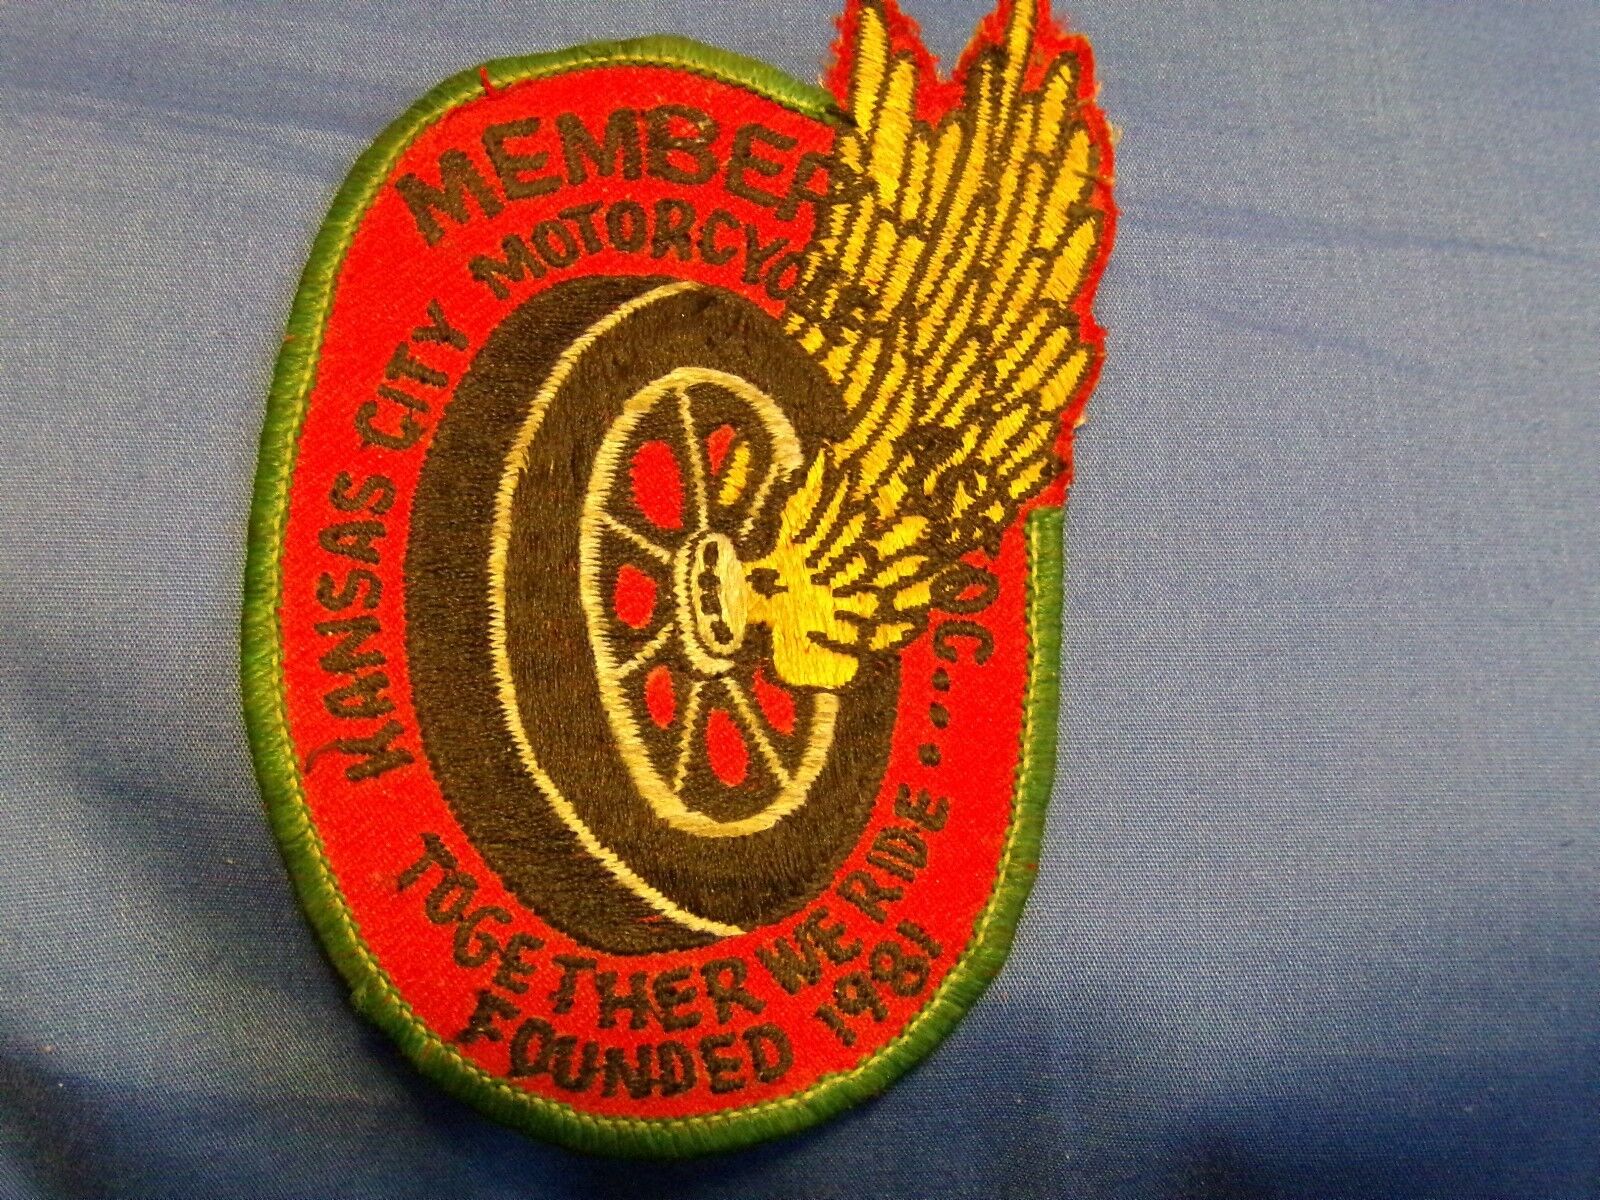 MEMBER
KANSAS CITY MOTORCYCLE
TOGETHER WE RIDE
FOUNDED 1981